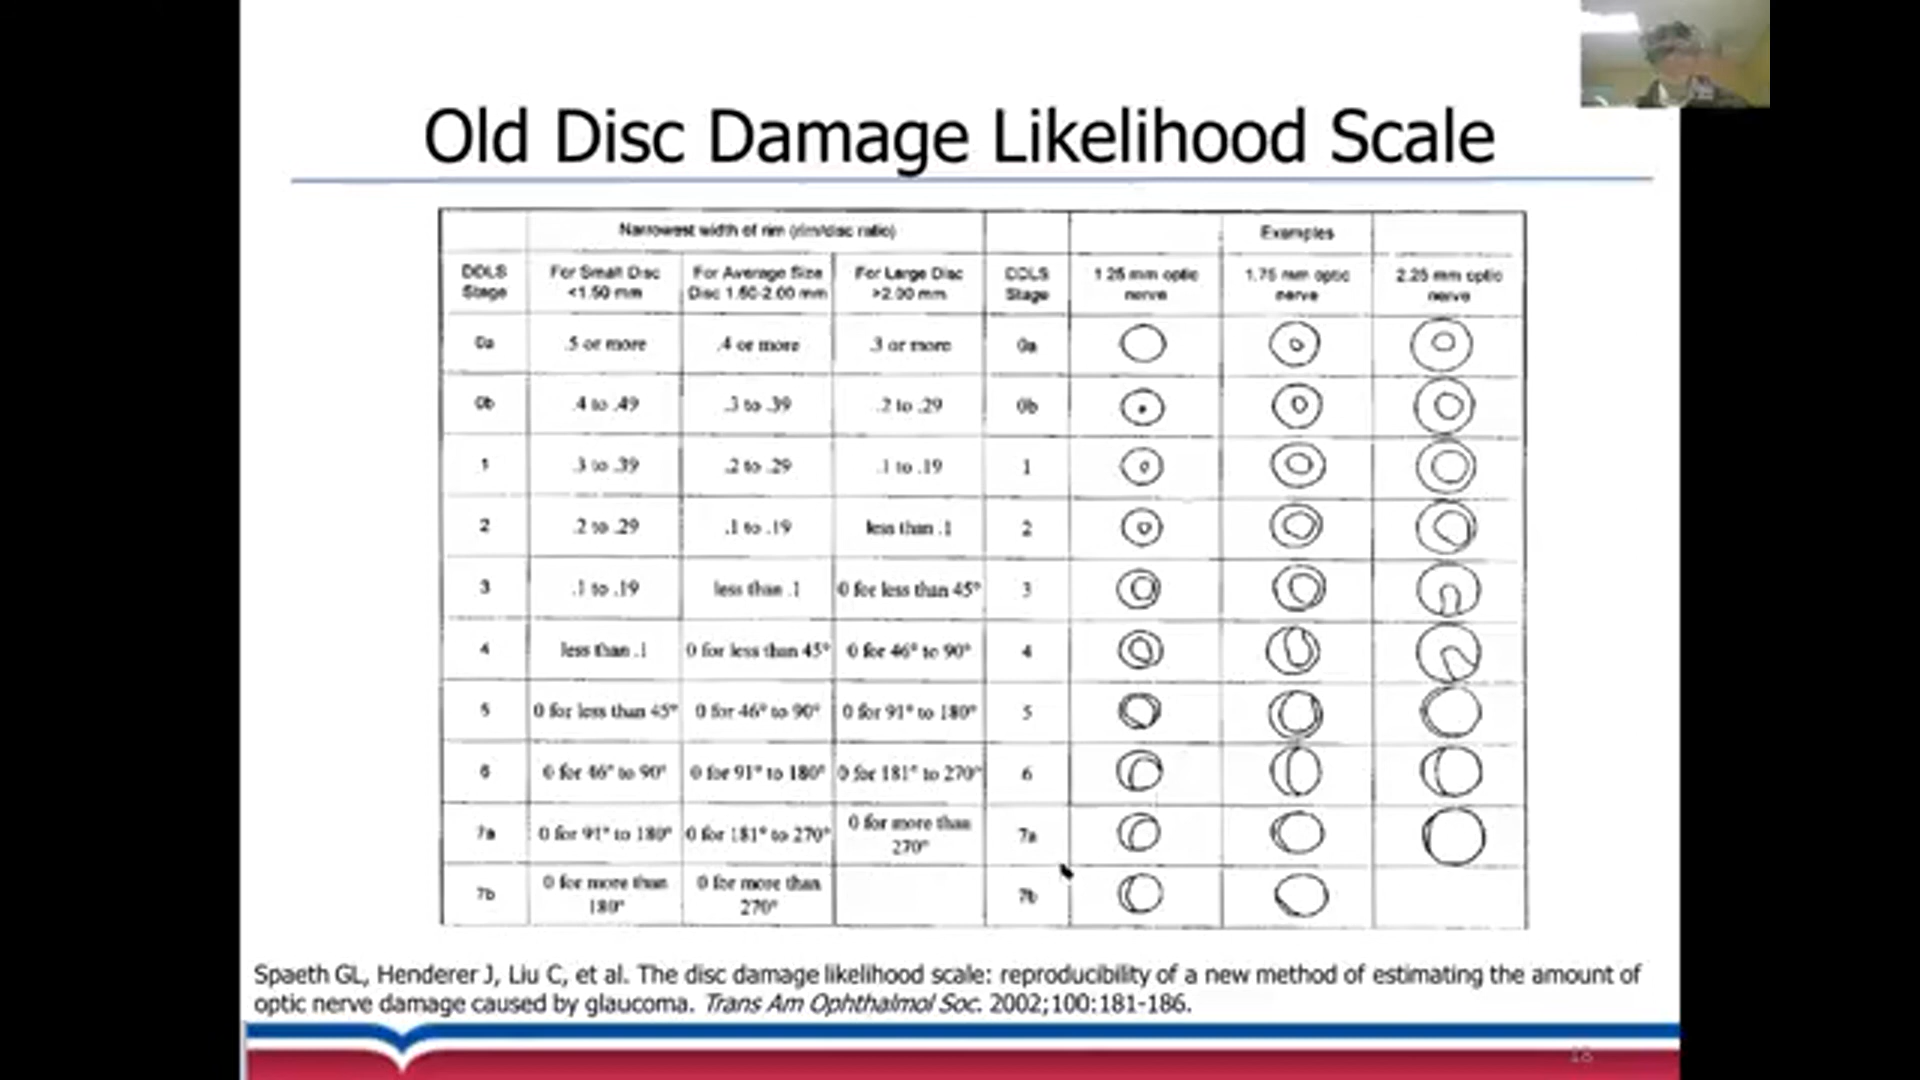 Old Disc Damage Likelihood Scale
Narrowest width of rim (rim/disc ratio) Examples
DDLS Stage For Small Disc <1.50 mm For Average Size Disc 1.50-2.00 mm For Large Disc >2.00 mm DDLS Stage 1.25 mm optic nerve 1.75 mm optic nerve 2.25 mm optic nerve
0a .5 or more .4 or more .3 or more 0a
0b .4 to .49 .3 to .39 .2 to .29 0b
1 .3 to .39 .2 to .29 .1 to .19 1
2 .2 to .29 .1 to .19 less than .1 2
3 .1 to .19 less than .1 0 for less than 45° 3
4 less than .1 0 for less than 45° 0 for 46° to 90° 4
5 0 for less than 45° 0 for 46° to 90° 0 for 91° to 180° 5
6 0 for 46° to 90° 0 for 91° to 180° 0 for 181° to 270° 6
7a 0 for 91° to 180° 0 for 181° to 270° 0 for more than 270° 7a
7b 0 for more than 180° 0 for more than 270° 7b
Spaeth GL, Henderer J, Liu C, et al. The disc damage likelihood scale: reproducibility of a new method of estimating the amount of
optic nerve damage caused by glaucoma. Trans Am Ophthalmol Soc. 2002;100:181-186.
18